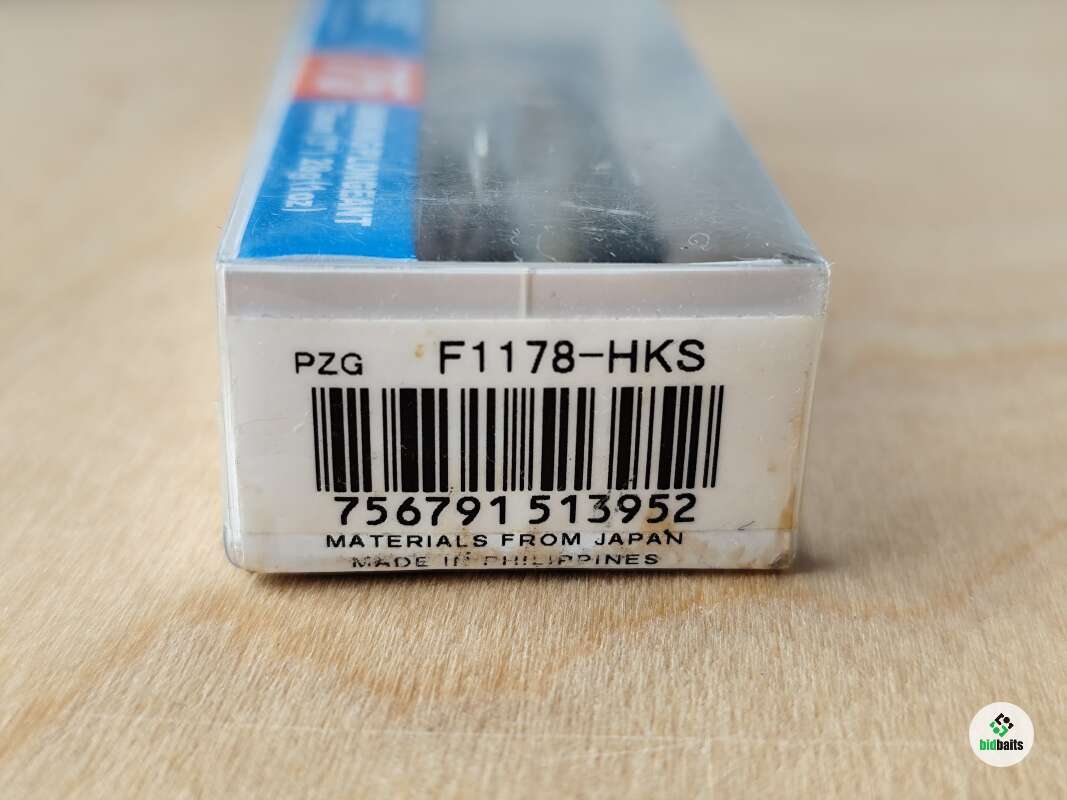 PZG F1178-HKS
756791 513952
MATERIALS FROM JAPAN
MADE IN PHILIPPINES
bidbaits